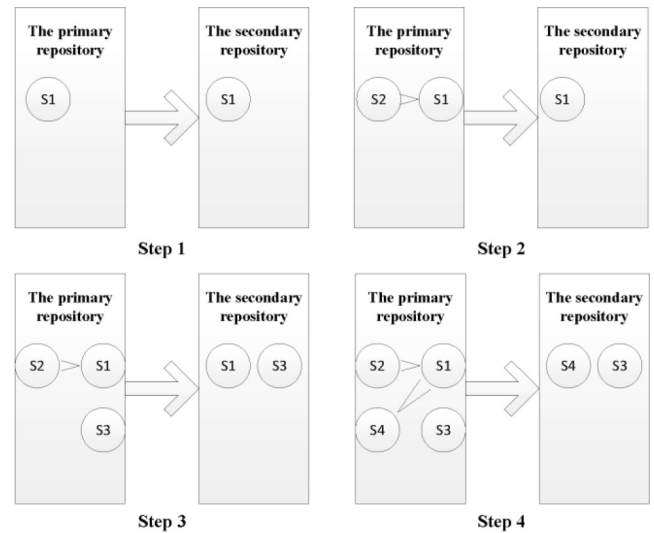 The primary
repository
The secondary
repository
S1
S1
Step 1
The primary
repository
The secondary
repository
S2
S1
S1
Step 2
The primary
repository
The secondary
repository
S2
S1
S1
S3
S3
Step 3
The primary
repository
The secondary
repository
S2
S1
S4
S3
S4
S3
Step 4